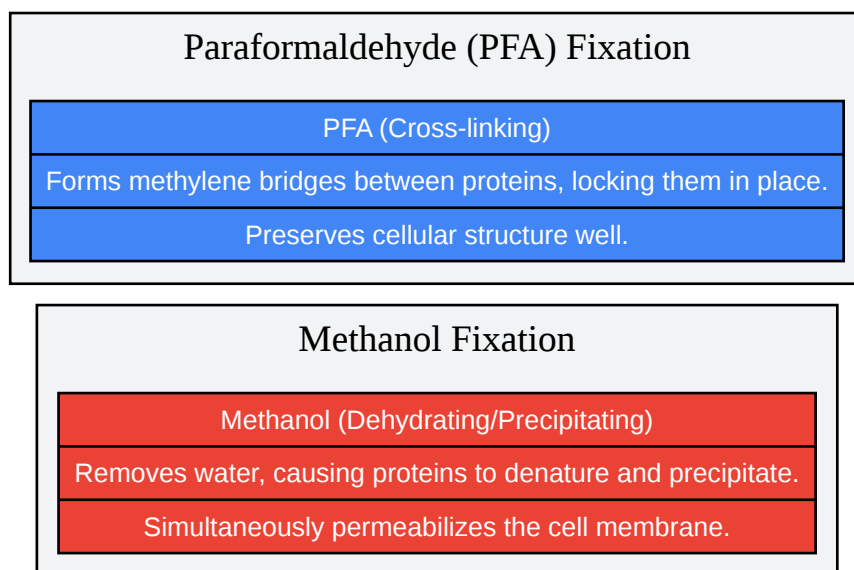 Paraformaldehyde (PFA) Fixation
PFA (Cross-linking)
Forms methylene bridges between proteins, locking them in place.
Preserves cellular structure well.
Methanol Fixation
Methanol (Dehydrating/Precipitating)
Removes water, causing proteins to denature and precipitate.
Simultaneously permeabilizes the cell membrane.